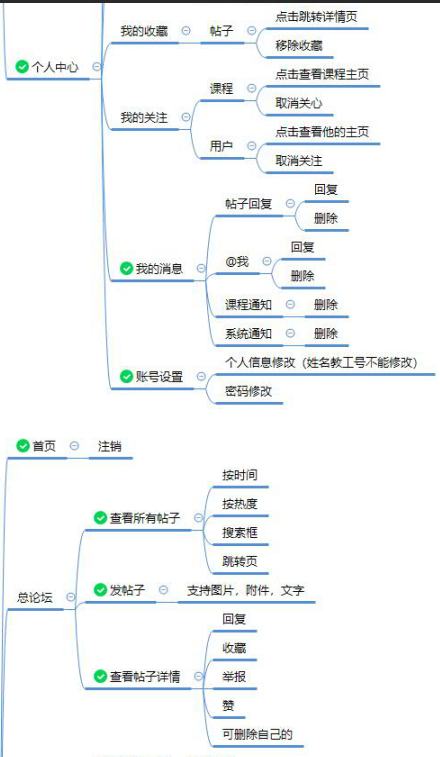 个人中心
我的收藏
帖子
点击跳转详情页
移除收藏
我的关注
课程
点击查看课程主页
取消关心
用户
点击查看他的主页
取消关注
我的消息
帖子回复
回复
删除
@我
回复
删除
课程通知
删除
系统通知
删除
账号设置
个人信息修改（姓名教工号不能修改）
密码修改
首页
注销
总论坛
查看所有帖子
按时间
按热度
搜素框
跳转页
发帖子
支持图片，附件，文字
查看帖子详情
回复
收藏
举报
赞
可删除自己的